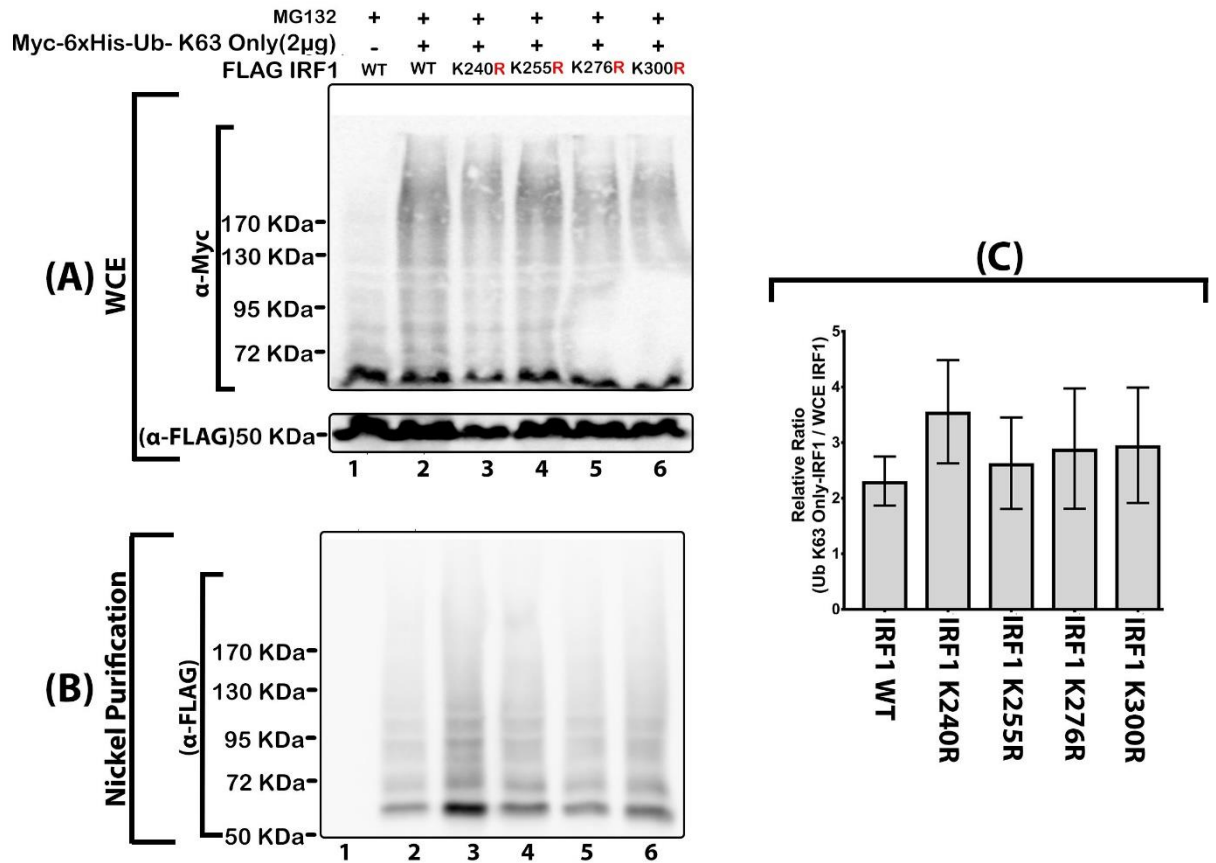 MG132 + + + + + +
Myc-6xHis-Ub- K63 Only(2µg) - + + + + +
FLAG IRF1 WT WT K240R K255R K276R K300R
(A)
WCE
α-Myc
170 KDa-
130 KDa-
95 KDa-
72 KDa-
(α-FLAG)50 KDa-
1 2 3 4 5 6
(B)
Nickel Purification
(α-FLAG)
170 KDa-
130 KDa-
95 KDa-
72 KDa-
50 KDa-
1 2 3 4 5 6
(C)
Relative Ratio
(Ub K63 Only-IRF1 / WCE IRF1)
5
4
3
2
1
0
IRF1 WT
IRF1 K240R
IRF1 K255R
IRF1 K276R
IRF1 K300R